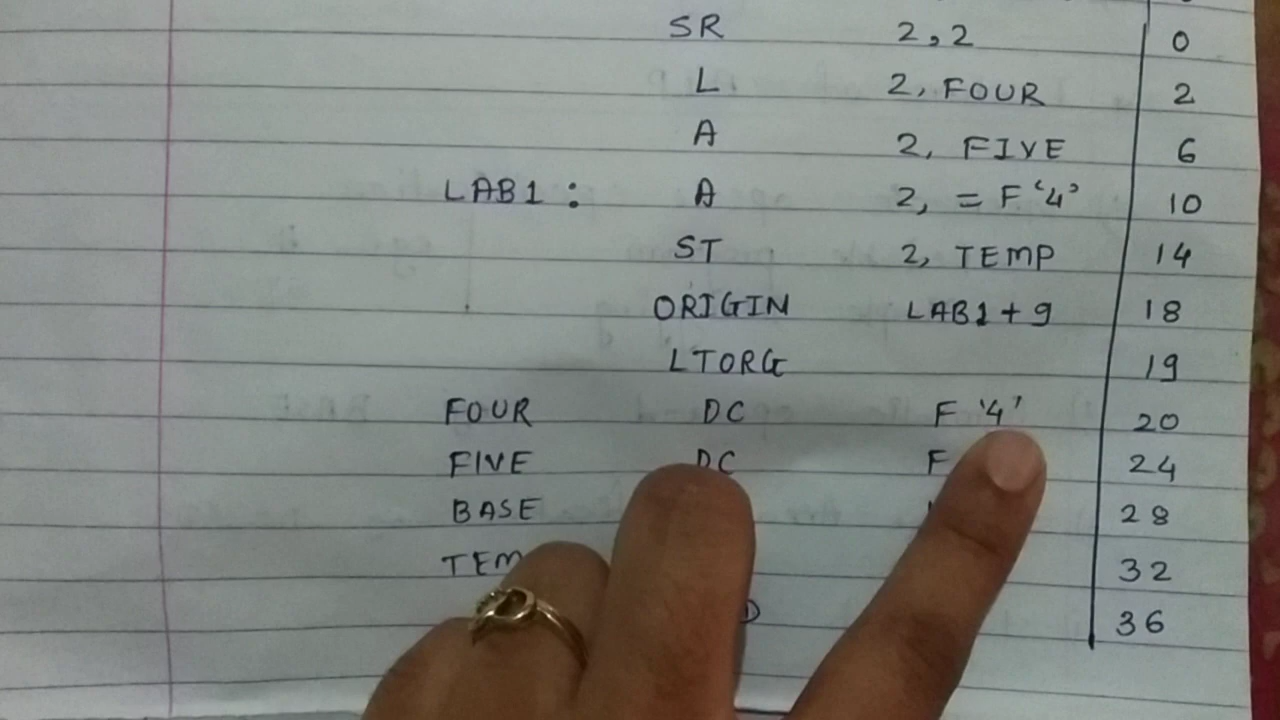 SR 2,2 0
L 2, FOUR 2
A 2, FIVE 6
LAB1 : A 2, = F '4' 10
ST 2, TEMP 14
ORIGIN LAB1+9 18
LTORG 19
FOUR DC F '4' 20
FIVE DC F 24
BASE 28
TEM 32
D 36